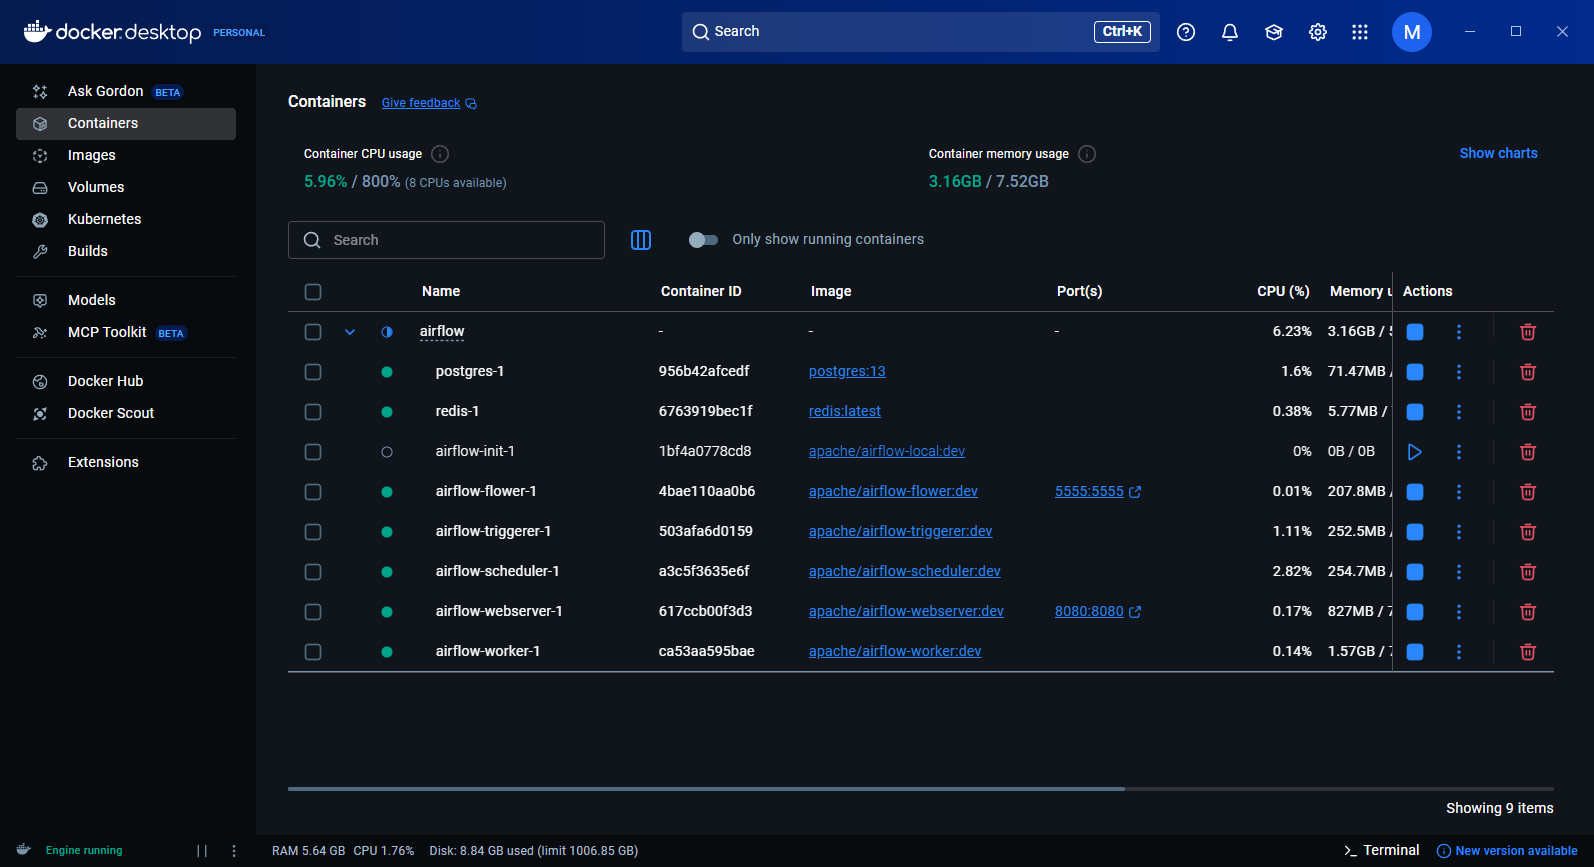 docker.desktop PERSONAL
Search Ctrl+K
M
Ask Gordon BETA
Containers
Images
Volumes
Kubernetes
Builds
Models
MCP Toolkit BETA
Docker Hub
Docker Scout
Extensions
Containers Give feedback
Container CPU usage
5.96% / 800% (8 CPUs available)
Container memory usage
3.16GB / 7.52GB
Show charts
Search
Only show running containers
Name Container ID Image Port(s) CPU (%) Memory u Actions
airflow - - - 6.23% 3.16GB / 5
postgres-1 956b42afcedf postgres:13 1.6% 71.47MB /
redis-1 6763919bec1f redis:latest 0.38% 5.77MB / 
airflow-init-1 1bf4a0778cd8 apache/airflow-local:dev 0% 0B / 0B
airflow-flower-1 4bae110aa0b6 apache/airflow-flower:dev 5555:5555 0.01% 207.8MB /
airflow-triggerer-1 503afa6d0159 apache/airflow-triggerer:dev 1.11% 252.5MB /
airflow-scheduler-1 a3c5f3635e6f apache/airflow-scheduler:dev 2.82% 254.7MB /
airflow-webserver-1 617ccb00f3d3 apache/airflow-webserver:dev 8080:8080 0.17% 827MB / 7
airflow-worker-1 ca53aa595bae apache/airflow-worker:dev 0.14% 1.57GB / 7
Showing 9 items
Engine running
RAM 5.64 GB CPU 1.76% Disk: 8.84 GB used (limit 1006.85 GB)
>_ Terminal
New version available